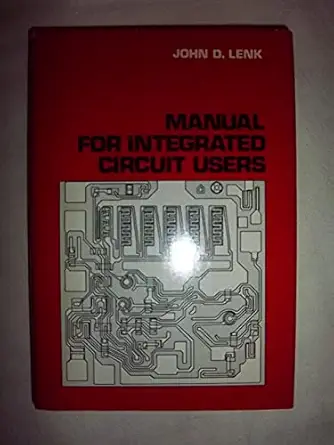 JOHN D. LENK
MANUAL
FOR INTEGRATED
CIRCUIT USERS